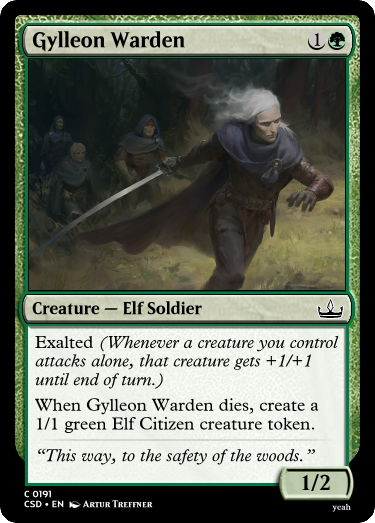 Gylleon Warden 1
Creature — Elf Soldier
Exalted (Whenever a creature you control
attacks alone, that creature gets +1/+1
until end of turn.)
When Gylleon Warden dies, create a
1/1 green Elf Citizen creature token.
“This way, to the safety of the woods.”
1/2
C 0191
CSD • EN Artur Treffner
yeah